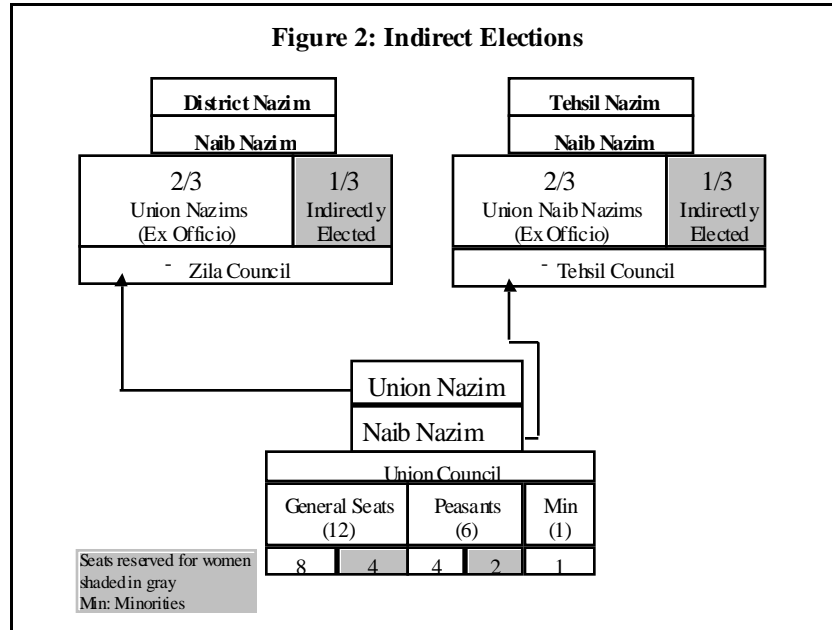 Figure 2: Indirect Elections
District Nazim
Naib Nazim
2/3
Union Nazims
(Ex Officio)
1/3
Indirectly
Elected
- Zila Council
Tehsil Nazim
Naib Nazim
2/3
Union Naib Nazims
(Ex Officio)
1/3
Indirectly
Elected
- Tehsil Council
Union Nazim
Naib Nazim
Union Council
General Seats
(12)
Peasants
(6)
Min
(1)
8 4 4 2 1
Seats reserved for women
shaded in gray
Min: Minorities